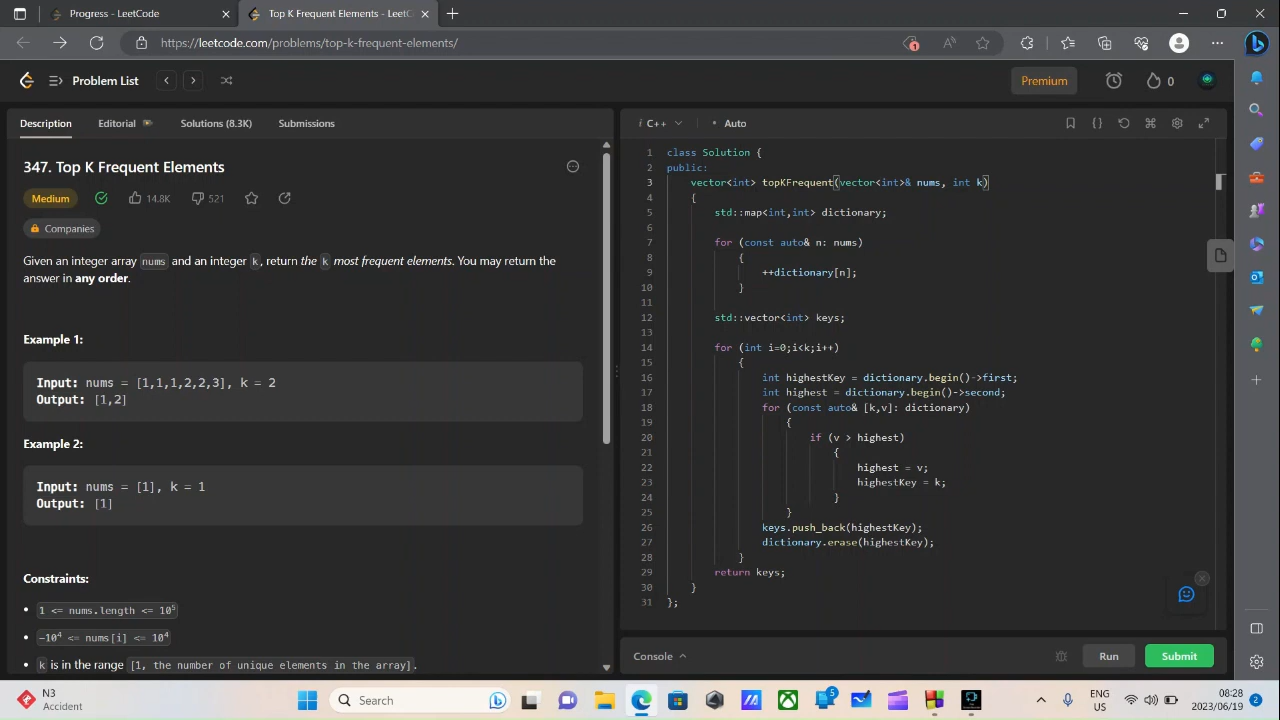 Progress - LeetCode
Top K Frequent Elements - LeetC
https://leetcode.com/problems/top-k-frequent-elements/
1
Problem List
Premium
0
Description
Editorial
Solutions (8.3K)
Submissions
347. Top K Frequent Elements
Medium
14.8K
521
Companies
Given an integer array nums and an integer k, return the k most frequent elements. You may return the
answer in any order.
Example 1:
Input: nums = [1,1,1,2,2,3], k = 2
Output: [1,2]
Example 2:
Input: nums = [1], k = 1
Output: [1]
Constraints:
• 1 <= nums.length <= 10⁵
• -10⁴ <= nums[i] <= 10⁴
• k is in the range [1, the number of unique elements in the array].
i C++
• Auto
1 class Solution {
2 public:
3 vector<int> topKFrequent(vector<int>& nums, int k)
4 {
5 std::map<int,int> dictionary;
6
7 for (const auto& n: nums)
8 {
9 ++dictionary[n];
10 }
11
12 std::vector<int> keys;
13
14 for (int i=0;i<k;i++)
15 {
16 int highestKey = dictionary.begin()->first;
17 int highest = dictionary.begin()->second;
18 for (const auto& [k,v]: dictionary)
19 {
20 if (v > highest)
21 {
22 highest = v;
23 highestKey = k;
24 }
25 }
26 keys.push_back(highestKey);
27 dictionary.erase(highestKey);
28 }
29 return keys;
30 }
31 };
Console
Run
Submit
N3
Accident
Search
5
ENG
US
08:28
2023/06/19
2